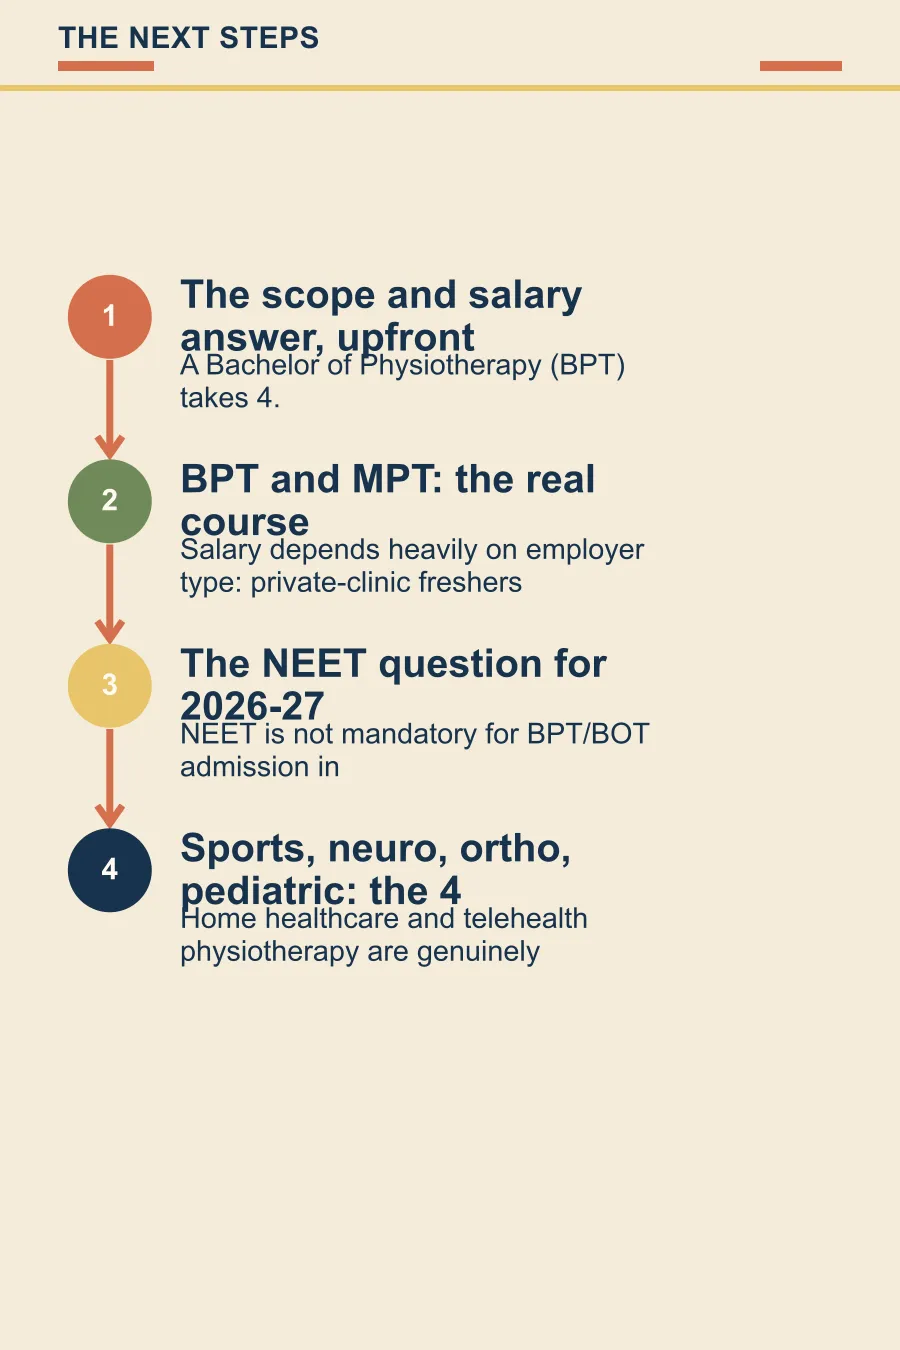 THE NEXT STEPS
1
The scope and salary
answer, upfront
A Bachelor of Physiotherapy (BPT)
takes 4.
2
BPT and MPT: the real
course
Salary depends heavily on employer
type: private-clinic freshers
3
The NEET question for
2026-27
NEET is not mandatory for BPT/BOT
admission in
4
Sports, neuro, ortho,
pediatric: the 4
Home healthcare and telehealth
physiotherapy are genuinely